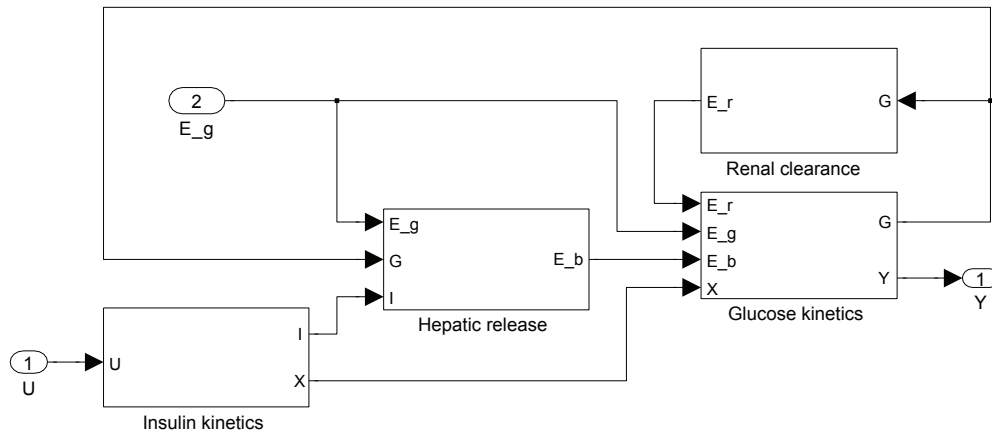 2
E_g
E_r
G
Renal clearance
E_g
G
I
E_b
Hepatic release
E_r
E_g
E_b
X
G
Y
Glucose kinetics
1
Y
1
U
U
I
X
Insulin kinetics